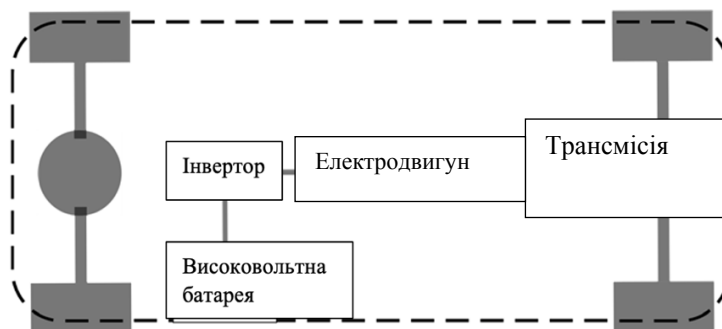 Інвертор
Електродвигун
Трансмісія
Високовольтна
батарея